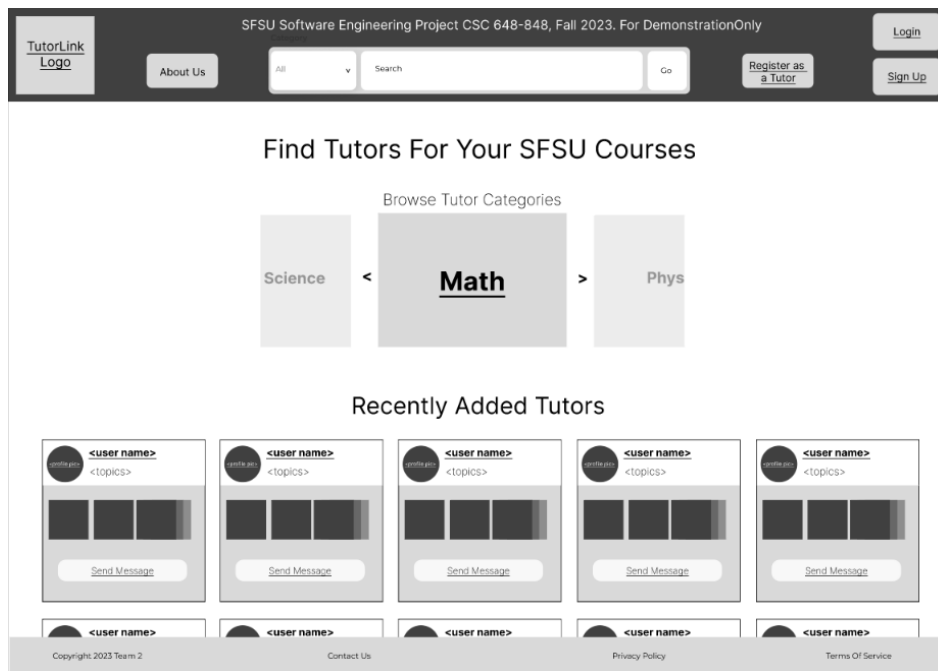 SFSU Software Engineering Project CSC 648-848, Fall 2023. For DemonstrationOnly
TutorLink
Logo
About Us
Category
All
v
Search
Go
Register as
a Tutor
Login
Sign Up
Find Tutors For Your SFSU Courses
Browse Tutor Categories
Science
<
Math
>
Phys
Recently Added Tutors
<profile pic> <user name>
<topics>
Send Message
<profile pic> <user name>
<topics>
Send Message
<profile pic> <user name>
<topics>
Send Message
<profile pic> <user name>
<topics>
Send Message
<profile pic> <user name>
<topics>
Send Message
<user name>
<user name>
<user name>
<user name>
<user name>
Copyright 2023 Team 2
Contact Us
Privacy Policy
Terms Of Service